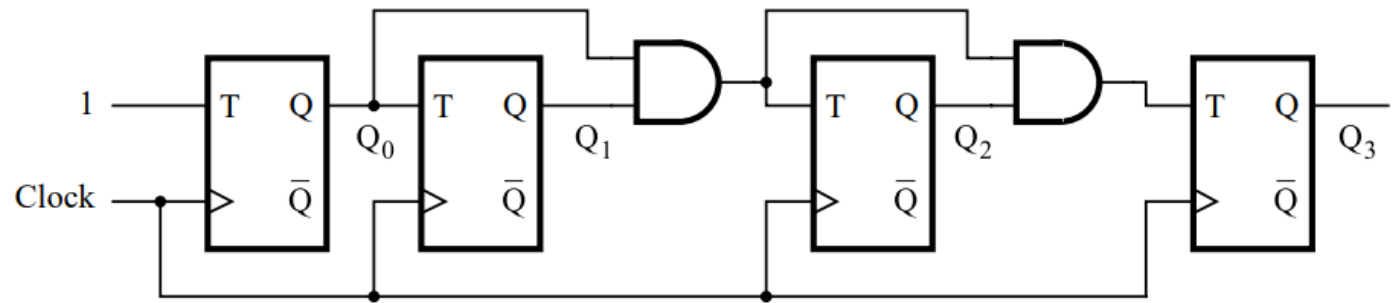 1 T Q T Q T Q T Q
Q₀ Q₁ Q₂ Q₃
Clock Q̅ Q̅ Q̅ Q̅